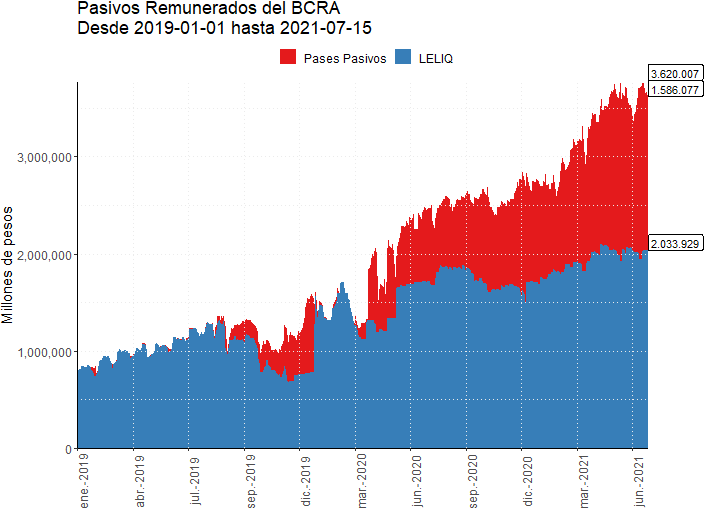 Pasivos Remunerados del BCRA
Desde 2019-01-01 hasta 2021-07-15
Pases Pasivos LELIQ
3.620.007
1.586.077
2.033.929
Millones de pesos
3,000,000
2,000,000
1,000,000
0
ene.-2019
abr.-2019
jul.-2019
sep.-2019
dic.-2019
mar.-2020
jun.-2020
sep.-2020
dic.-2020
mar.-2021
jun.-2021